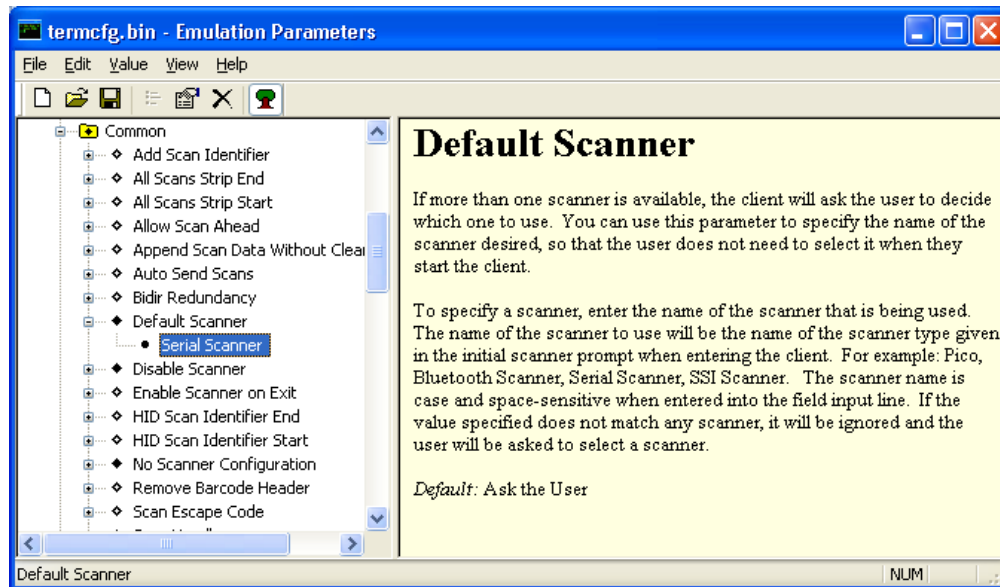 termcfg.bin - Emulation Parameters
File Edit Value View Help
Common
Add Scan Identifier
All Scans Strip End
All Scans Strip Start
Allow Scan Ahead
Append Scan Data Without Clear
Auto Send Scans
Bidir Redundancy
Default Scanner
Serial Scanner
Disable Scanner
Enable Scanner on Exit
HID Scan Identifier End
HID Scan Identifier Start
No Scanner Configuration
Remove Barcode Header
Scan Escape Code
Default Scanner
If more than one scanner is available, the client will ask the user to decide
which one to use. You can use this parameter to specify the name of the
scanner desired, so that the user does not need to select it when they
start the client.
To specify a scanner, enter the name of the scanner that is being used.
The name of the scanner to use will be the name of the scanner type given
in the initial scanner prompt when entering the client. For example: Pico,
Bluetooth Scanner, Serial Scanner, SSI Scanner. The scanner name is
case and space-sensitive when entered into the field input line. If the
value specified does not match any scanner, it will be ignored and the
user will be asked to select a scanner.
Default: Ask the User
Default Scanner
NUM